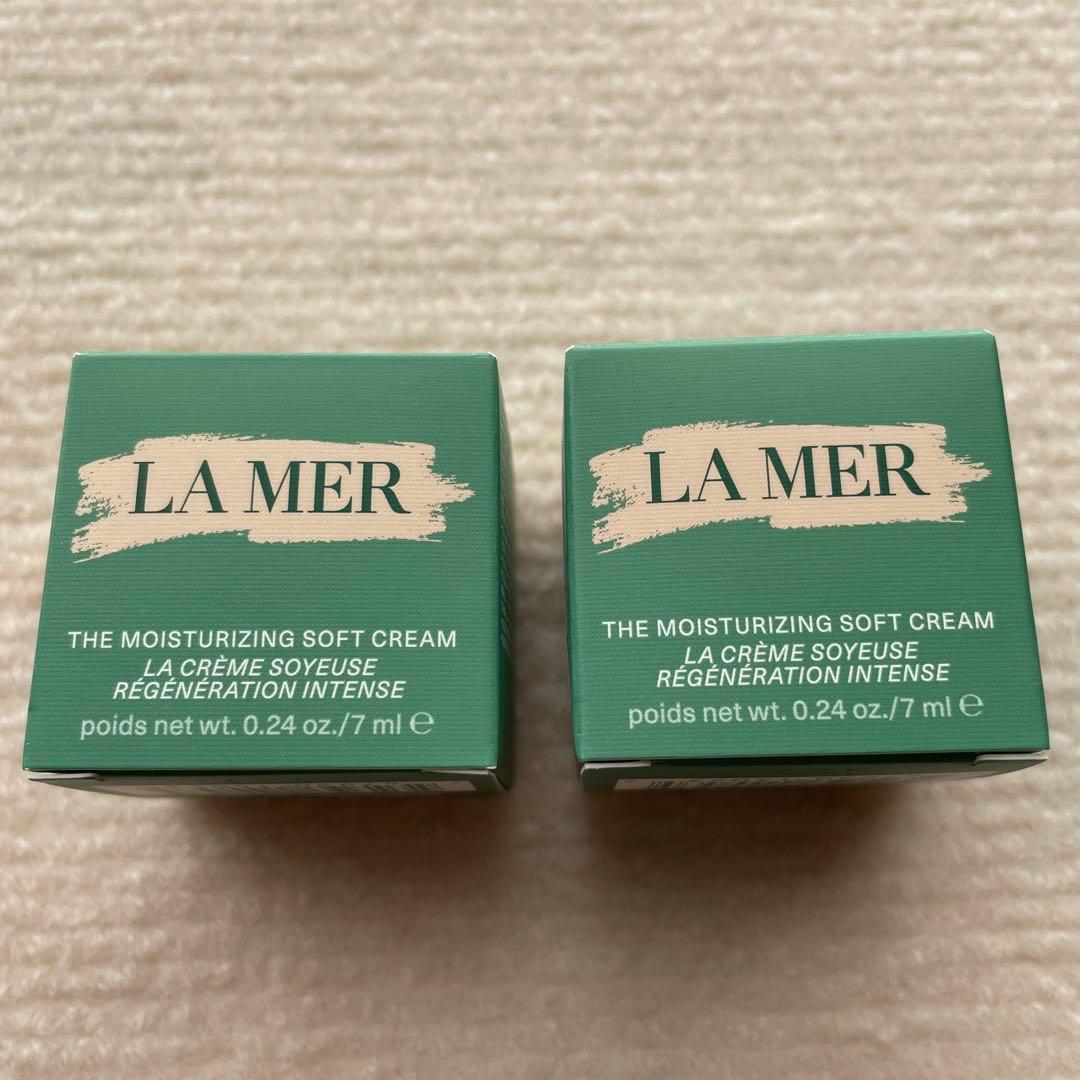 LA MER
THE MOISTURIZING SOFT CREAM
LA CRÈME SOYEUSE
RÉGÉNÉRATION INTENSE
poids net wt. 0.24 oz./7 ml ℮
LA MER
THE MOISTURIZING SOFT CREAM
LA CRÈME SOYEUSE
RÉGÉNÉRATION INTENSE
poids net wt. 0.24 oz./7 ml ℮